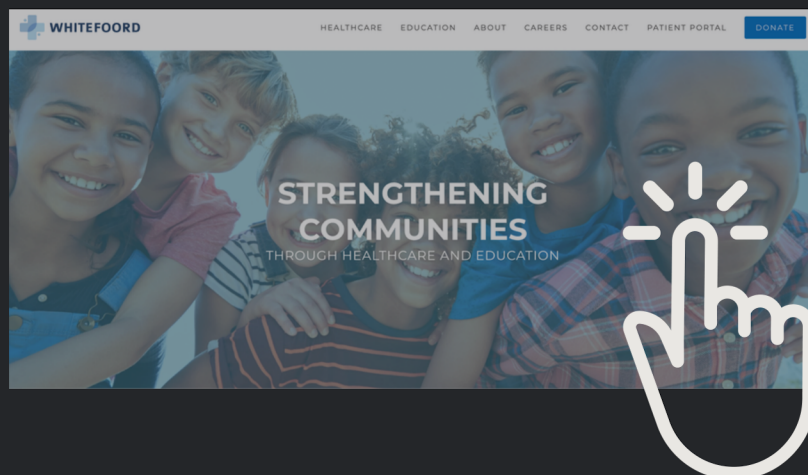 WHITEFOORD
HEALTHCARE EDUCATION ABOUT CAREERS CONTACT PATIENT PORTAL DONATE
STRENGTHENING
COMMUNITIES
THROUGH HEALTHCARE AND EDUCATION